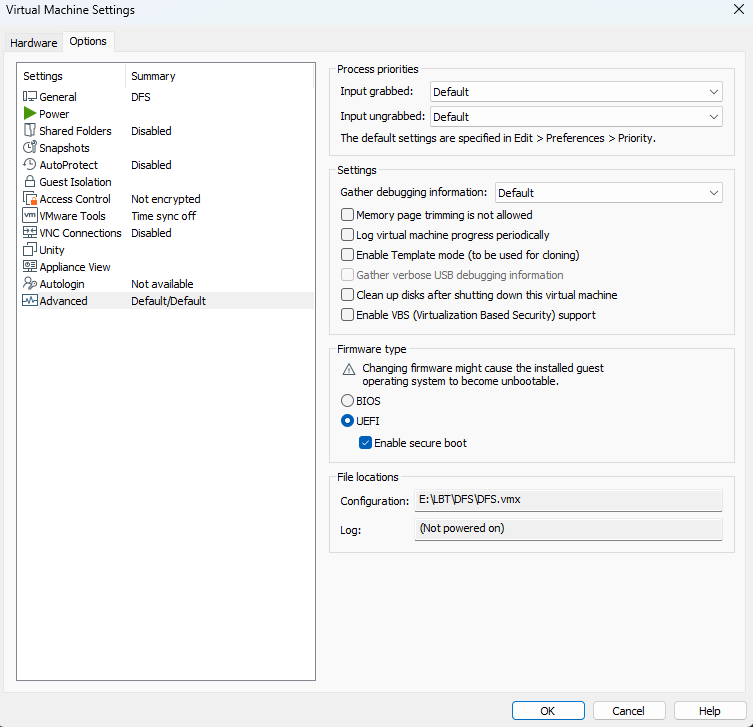 Virtual Machine Settings
Hardware Options
Settings Summary
General DFS
Power
Shared Folders Disabled
Snapshots
AutoProtect Disabled
Guest Isolation
Access Control Not encrypted
vm VMware Tools Time sync off
VNC Connections Disabled
Unity
Appliance View
Autologin Not available
Advanced Default/Default
Process priorities
Input grabbed: Default
Input ungrabbed: Default
The default settings are specified in Edit > Preferences > Priority.
Settings
Gather debugging information: Default
Memory page trimming is not allowed
Log virtual machine progress periodically
Enable Template mode (to be used for cloning)
Gather verbose USB debugging information
Clean up disks after shutting down this virtual machine
Enable VBS (Virtualization Based Security) support
Firmware type
Changing firmware might cause the installed guest
operating system to become unbootable.
BIOS
UEFI
Enable secure boot
File locations
Configuration: E:\LBT\DFS\DFS.vmx
Log: (Not powered on)
OK Cancel Help